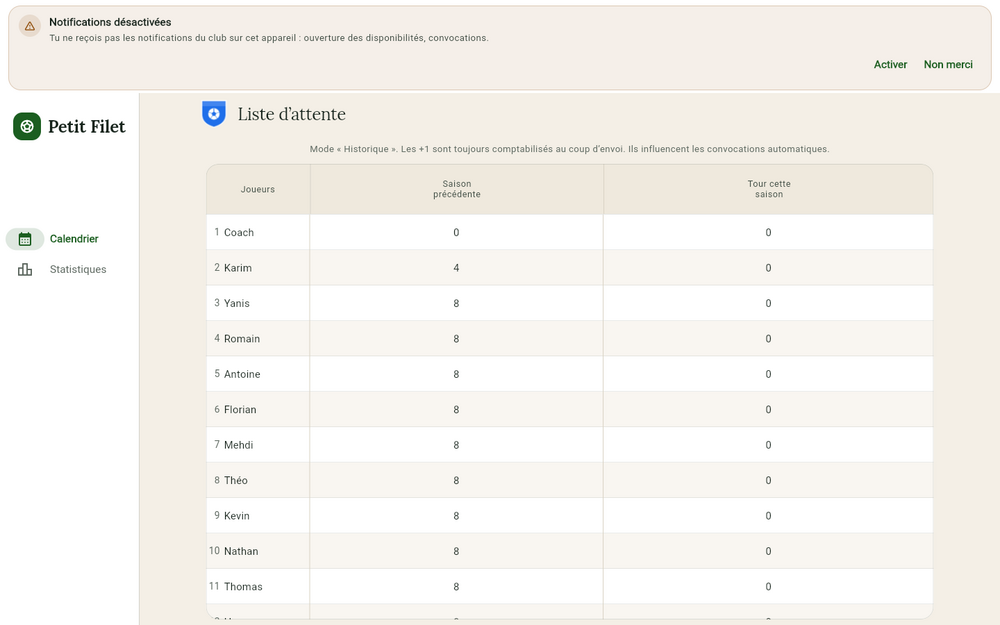 Notifications désactivées
Tu ne reçois pas les notifications du club sur cet appareil : ouverture des disponibilités, convocations.
Activer
Non merci
Petit Filet
Calendrier
Statistiques
Liste d’attente
Mode « Historique ». Les +1 sont toujours comptabilisés au coup d'envoi. Ils influencent les convocations automatiques.
Joueurs
Saison
précédente
Tour cette
saison
1 Coach 0 0
2 Karim 4 0
3 Yanis 8 0
4 Romain 8 0
5 Antoine 8 0
6 Florian 8 0
7 Mehdi 8 0
8 Théo 8 0
9 Kevin 8 0
10 Nathan 8 0
11 Thomas 8 0